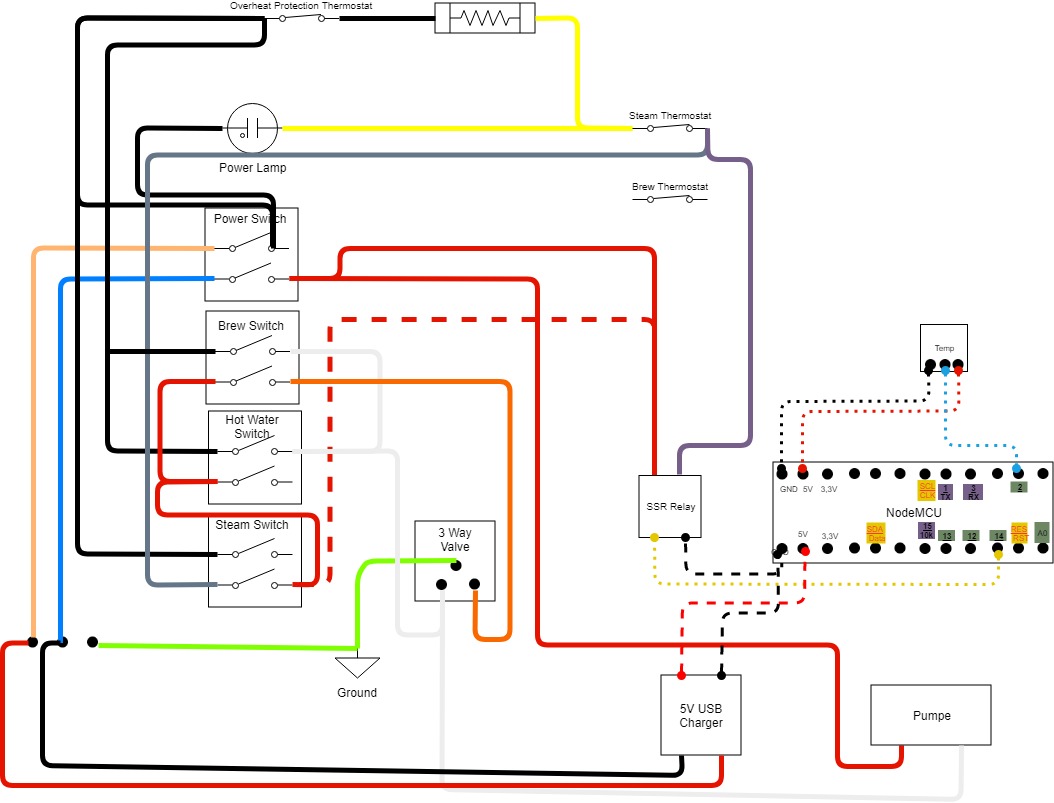 Overheat Protection Thermostat
Steam Thermostat
Power Lamp
Brew Thermostat
Power Switch
Brew Switch
Temp
Hot Water
Switch
GND 5V 3,3V
SCL
CLK
1
TX
3
RX
2
SSR Relay
NodeMCU
Steam Switch
3 Way
Valve
5V
3,3V
SDA
Data
15
10k
13
12
14
RES
RST
A0
Ground
5V USB
Charger
Pumpe